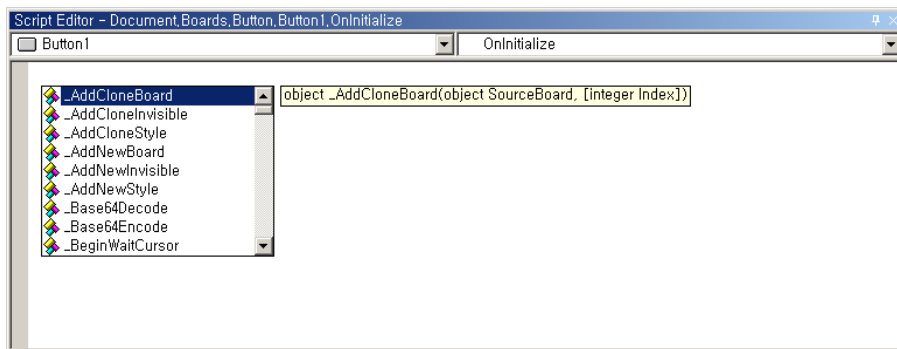 Script Editor - Document,Boards,Button,Button1,OnInitialize
Button1
OnInitialize
_AddCloneBoard
object _AddCloneBoard(object SourceBoard, [integer Index])
_AddCloneInvisible
_AddCloneStyle
_AddNewBoard
_AddNewInvisible
_AddNewStyle
_Base64Decode
_Base64Encode
_BeginWaitCursor